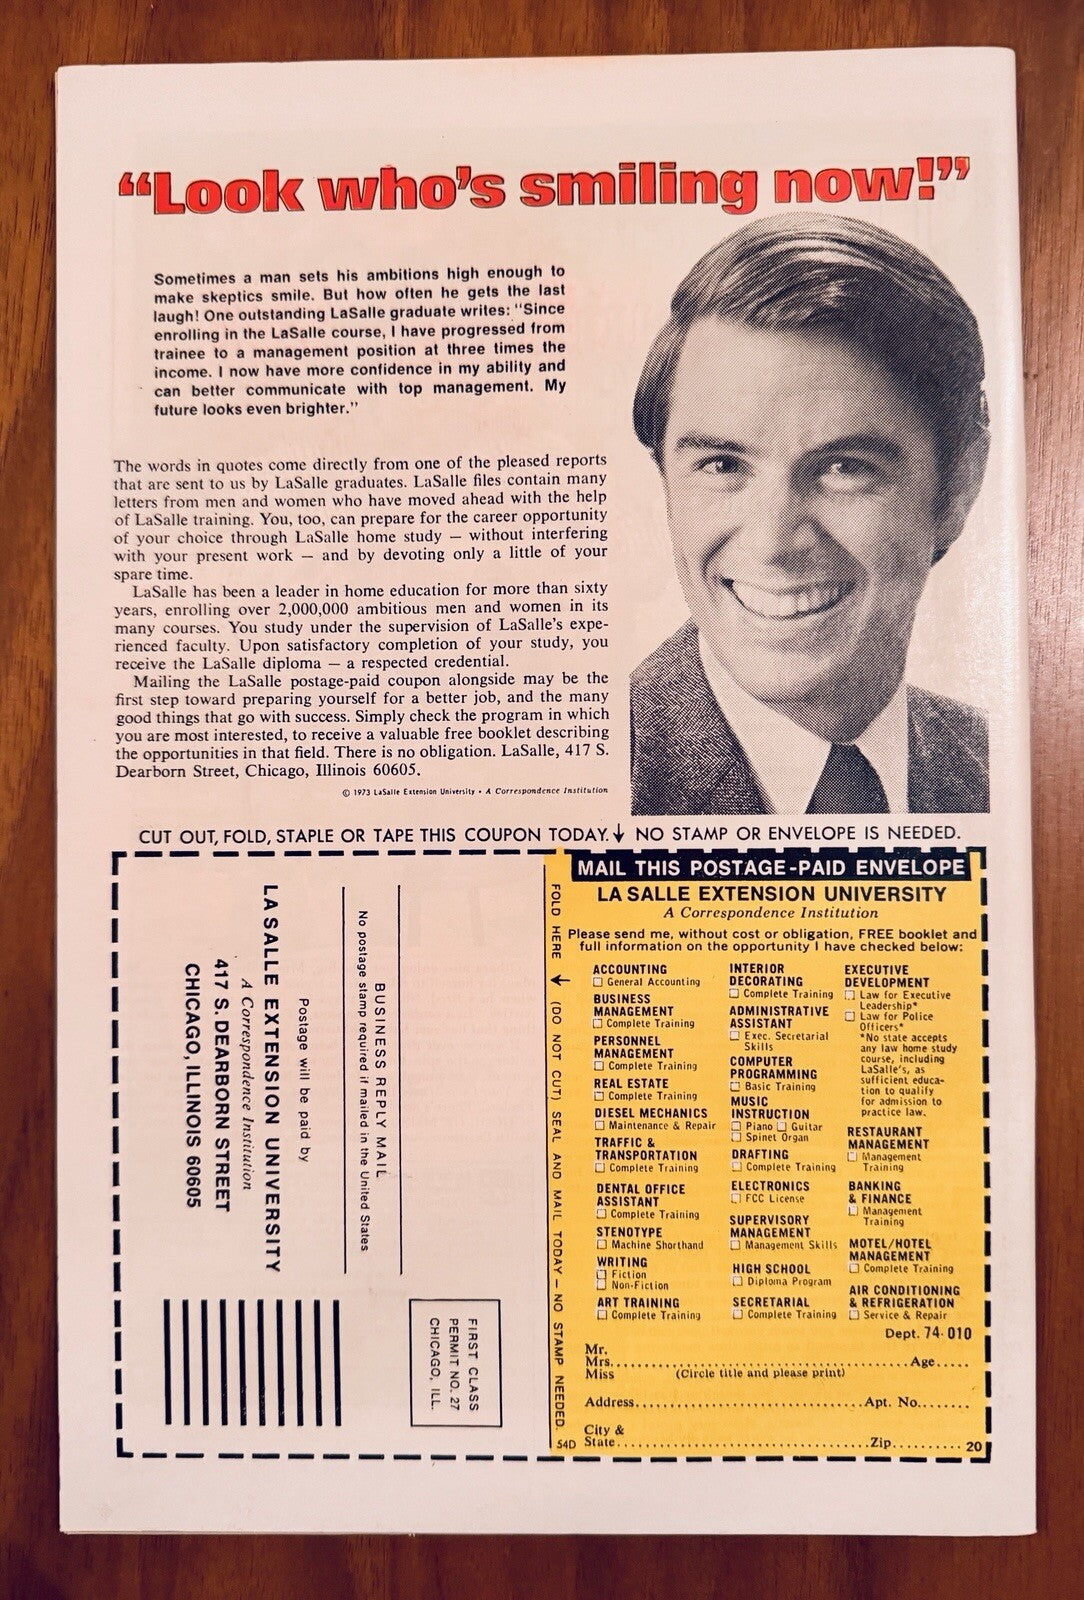 “Look who's smiling now!”
Sometimes a man sets his ambitions high enough to
make skeptics smile. But how often he gets the last
laugh! One outstanding LaSalle graduate writes: “Since
enrolling in the LaSalle course, I have progressed from
trainee to a management position at three times the
income. I now have more confidence in my ability and
can better communicate with top management. My
future looks even brighter.”
The words in quotes come directly from one of the pleased reports
that are sent to us by LaSalle graduates. LaSalle files contain many
letters from men and women who have moved ahead with the help
of LaSalle training. You, too, can prepare for the career opportunity
of your choice through LaSalle home study — without interfering
with your present work — and by devoting only a little of your
spare time.
LaSalle has been a leader in home education for more than sixty
years, enrolling over 2,000,000 ambitious men and women in its
many courses. You study under the supervision of LaSalle's expe-
rienced faculty. Upon satisfactory completion of your study, you
receive the LaSalle diploma — a respected credential.
Mailing the LaSalle postage-paid coupon alongside may be the
first step toward preparing yourself for a better job, and the many
good things that go with success. Simply check the program in which
you are most interested, to receive a valuable free booklet describing
the opportunities in that field. There is no obligation. LaSalle, 417 S.
Dearborn Street, Chicago, Illinois 60605.
© 1973 LaSalle Extension University • A Correspondence Institution
CUT OUT, FOLD, STAPLE OR TAPE THIS COUPON TODAY. ↓ NO STAMP OR ENVELOPE IS NEEDED.
BUSINESS REPLY MAIL
No postage stamp required if mailed in the United States
Postage will be paid by
LA SALLE EXTENSION UNIVERSITY
A Correspondence Institution
417 S. DEARBORN STREET
CHICAGO, ILLINOIS 60605
FIRST CLASS
PERMIT NO. 27
CHICAGO, ILL.
FOLD HERE ← (DO NOT CUT) SEAL AND MAIL TODAY — NO STAMP NEEDED.
54D
MAIL THIS POSTAGE-PAID ENVELOPE
LA SALLE EXTENSION UNIVERSITY
A Correspondence Institution
Please send me, without cost or obligation, FREE booklet and
full information on the opportunity I have checked below:
ACCOUNTING
☐ General Accounting
BUSINESS
MANAGEMENT
☐ Complete Training
PERSONNEL
MANAGEMENT
☐ Complete Training
REAL ESTATE
☐ Complete Training
DIESEL MECHANICS
☐ Maintenance & Repair
TRAFFIC &
TRANSPORTATION
☐ Complete Training
DENTAL OFFICE
ASSISTANT
☐ Complete Training
STENOTYPE
☐ Machine Shorthand
WRITING
☐ Fiction
☐ Non-Fiction
ART TRAINING
☐ Complete Training
INTERIOR
DECORATING
☐ Complete Training
ADMINISTRATIVE
ASSISTANT
☐ Exec. Secretarial
Skills
COMPUTER
PROGRAMMING
☐ Basic Training
MUSIC
INSTRUCTION
☐ Piano ☐ Guitar
☐ Spinet Organ
DRAFTING
☐ Complete Training
ELECTRONICS
☐ FCC License
SUPERVISORY
MANAGEMENT
☐ Management Skills
HIGH SCHOOL
☐ Diploma Program
SECRETARIAL
☐ Complete Training
EXECUTIVE
DEVELOPMENT
☐ Law for Executive
Leadership*
☐ Law for Police
Officers*
*No state accepts
any law home study
course, including
LaSalle's, as
sufficient educa-
tion to qualify
for admission to
practice law.
RESTAURANT
MANAGEMENT
☐ Management
Training
BANKING
& FINANCE
☐ Management
Training
MOTEL/HOTEL
MANAGEMENT
☐ Complete Training
AIR CONDITIONING
& REFRIGERATION
☐ Service & Repair
Dept. 74-010
Mr.
Mrs. Age
Miss (Circle title and please print)
Address Apt. No.
City &
State Zip 20